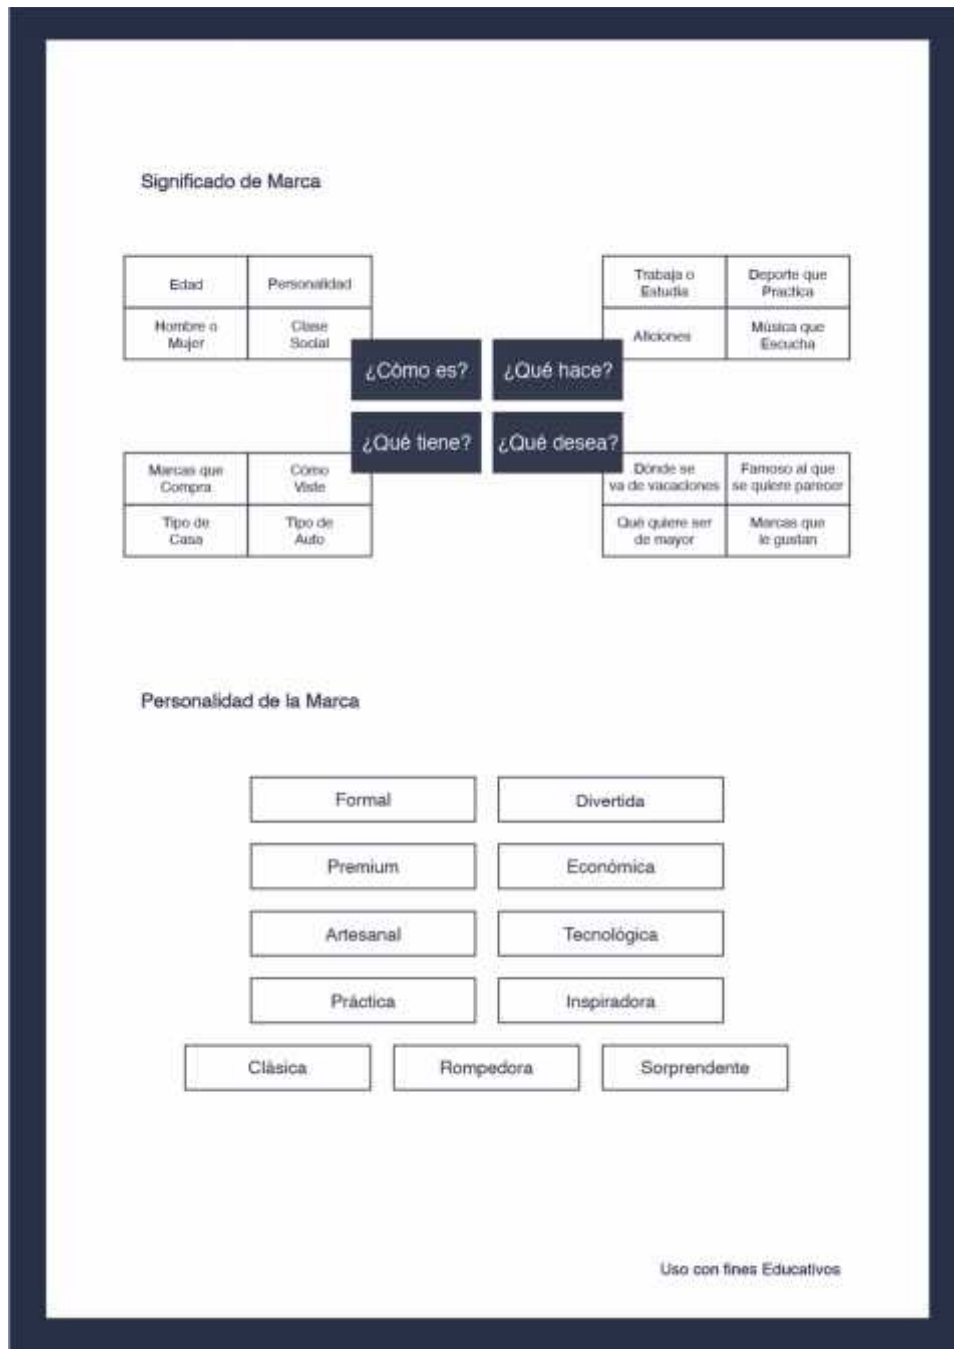 Significado de Marca
Edad
Personalidad
Hombre o
Mujer
Clase
Social
Trabaja o
Estudia
Deporte que
Practica
Aficiones
Música que
Escucha
¿Cómo es?
¿Qué hace?
¿Qué tiene?
¿Qué desea?
Marcas que
Compra
Cómo
Viste
Tipo de
Casa
Tipo de
Auto
Dónde se
va de vacaciones
Famoso al que
se quiere parecer
Qué quiere ser
de mayor
Marcas que
le gustan
Personalidad de la Marca
Formal
Divertida
Premium
Económica
Artesanal
Tecnológica
Práctica
Inspiradora
Clásica
Rompedora
Sorprendente
Uso con fines Educativos